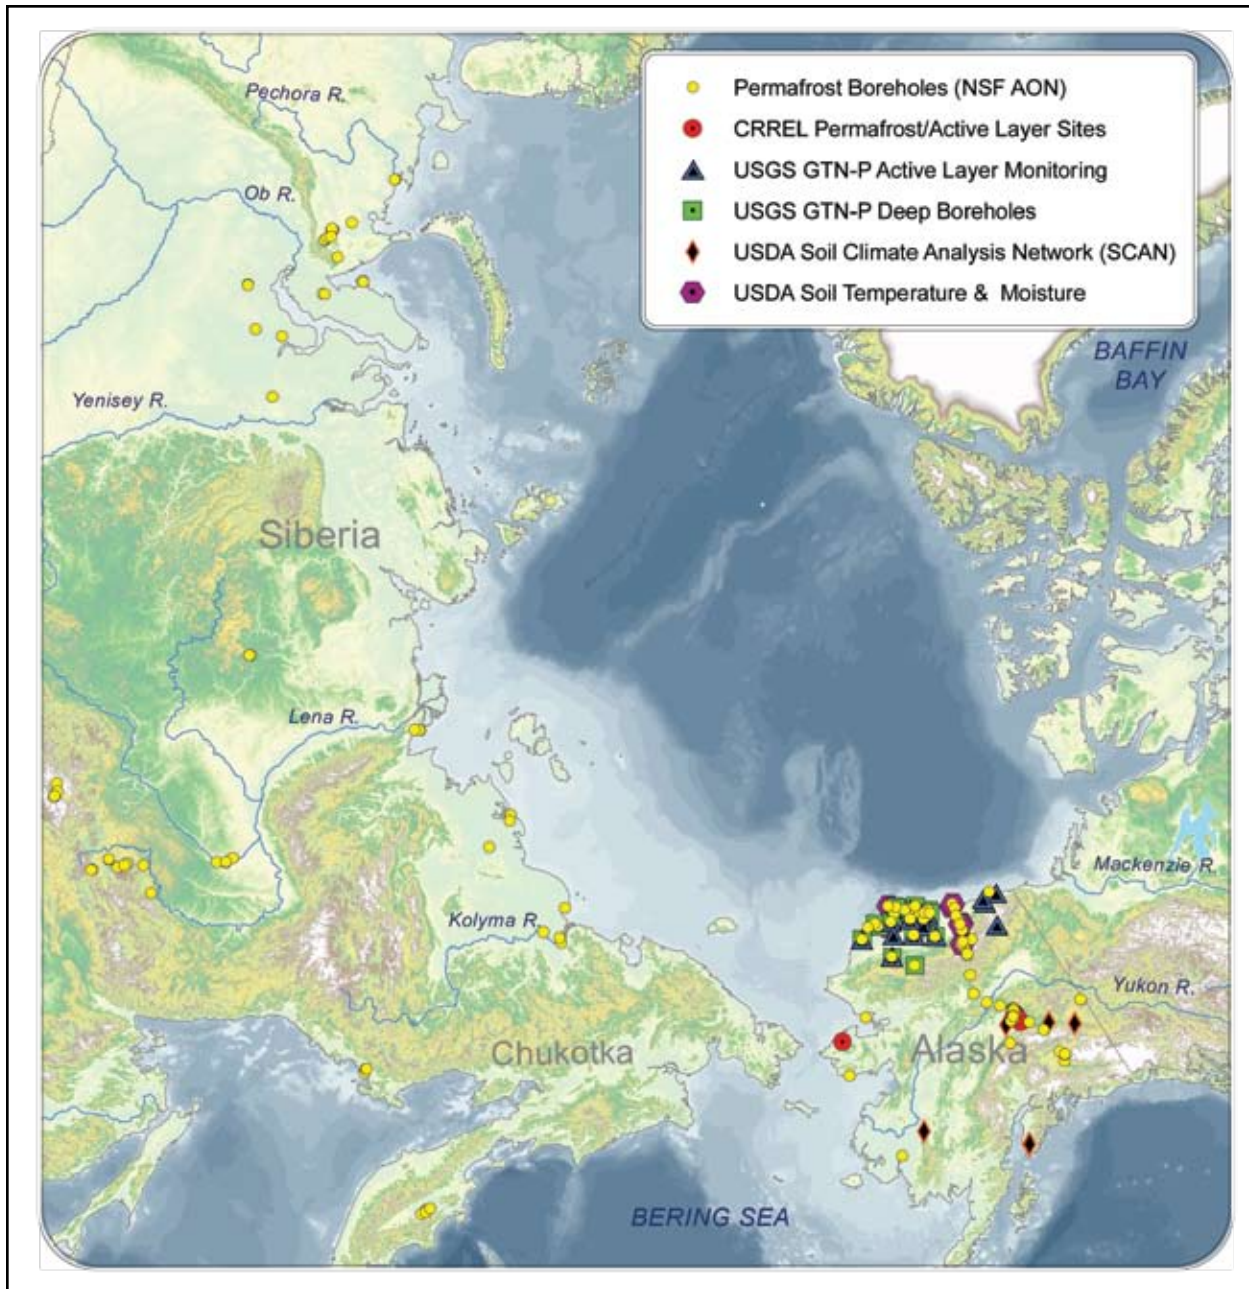 Permafrost Boreholes (NSF AON)
CRREL Permafrost/Active Layer Sites
USGS GTN-P Active Layer Monitoring
USGS GTN-P Deep Boreholes
USDA Soil Climate Analysis Network (SCAN)
USDA Soil Temperature & Moisture
Pechora R.
Ob R.
BAFFIN
BAY
Yenisey R.
Siberia
Lena R.
Mackenzie R.
Kolyma R.
Yukon R.
Chukotka
Alaska
BERING SEA